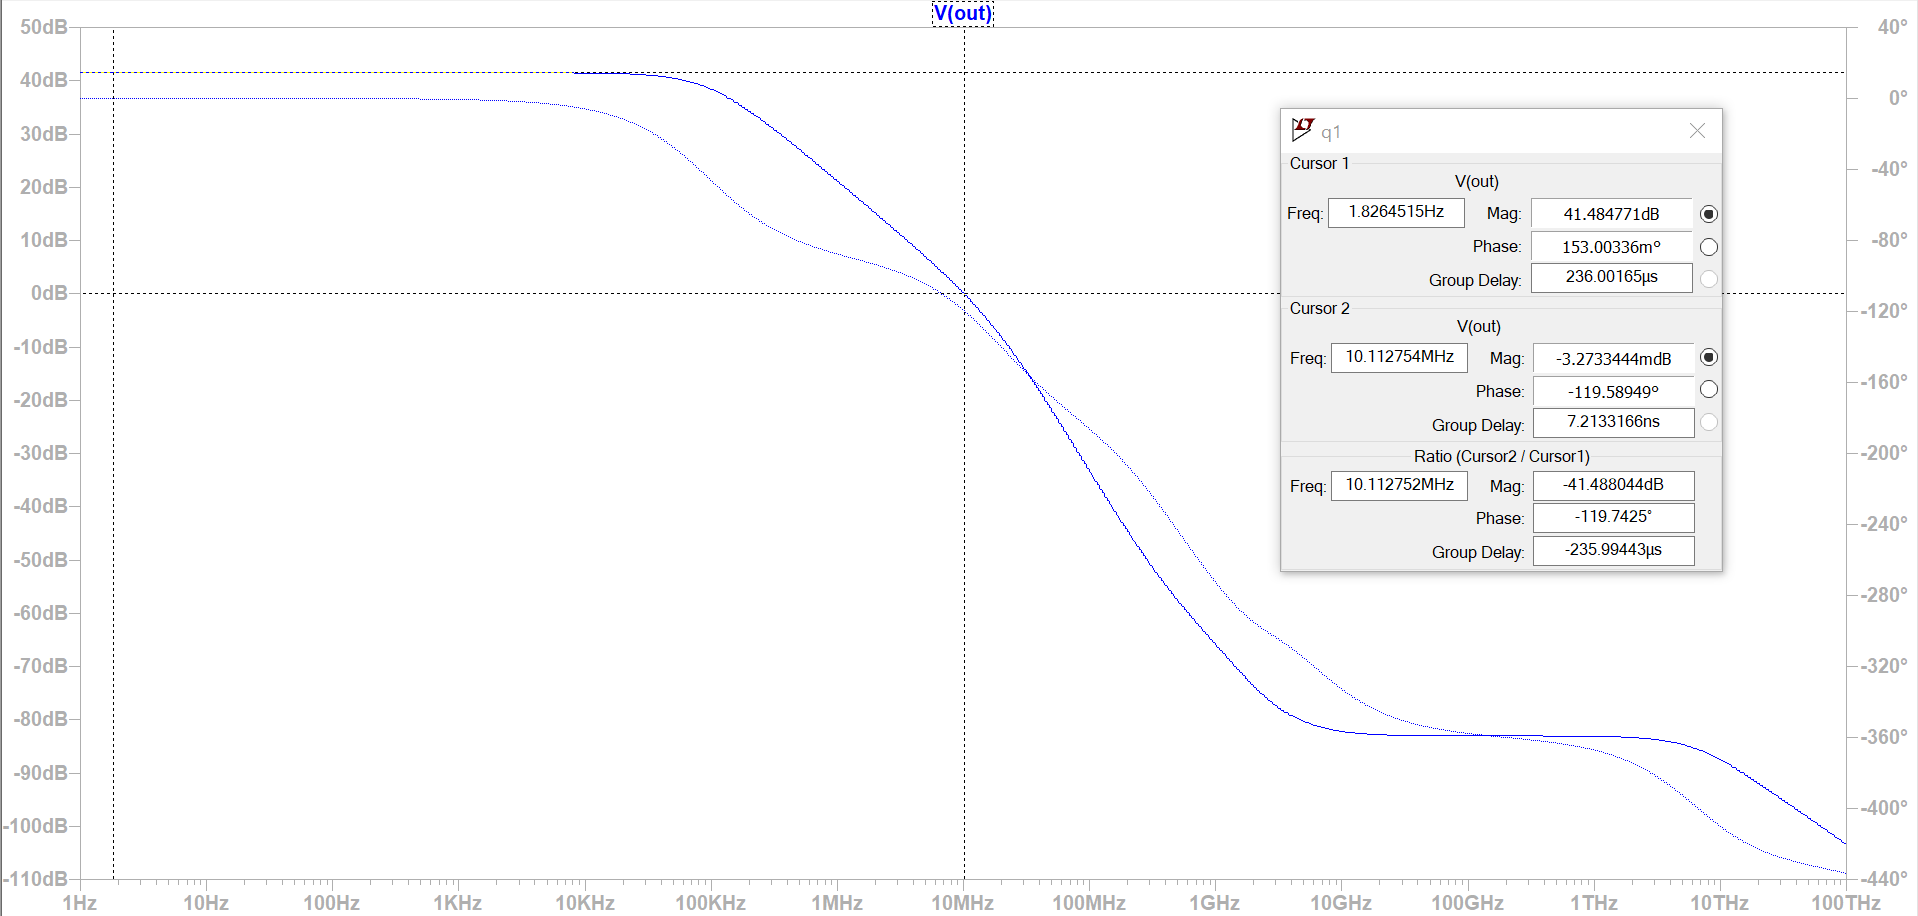 V(out)
50dB
40dB
30dB
20dB
10dB
0dB
-10dB
-20dB
-30dB
-40dB
-50dB
-60dB
-70dB
-80dB
-90dB
-100dB
-110dB
40°
0°
-40°
-80°
-120°
-160°
-200°
-240°
-280°
-320°
-360°
-400°
-440°
1Hz 10Hz 100Hz 1KHz 10KHz 100KHz 1MHz 10MHz 100MHz 1GHz 10GHz 100GHz 1THz 10THz 100THz
q1
Cursor 1
V(out)
Freq: 1.8264515Hz Mag: 41.484771dB
Phase: 153.00336m°
Group Delay: 236.00165µs
Cursor 2
V(out)
Freq: 10.112754MHz Mag: -3.2733444mdB
Phase: -119.58949°
Group Delay: 7.2133166ns
Ratio (Cursor2 / Cursor1)
Freq: 10.112752MHz Mag: -41.488044dB
Phase: -119.7425°
Group Delay: -235.99443µs